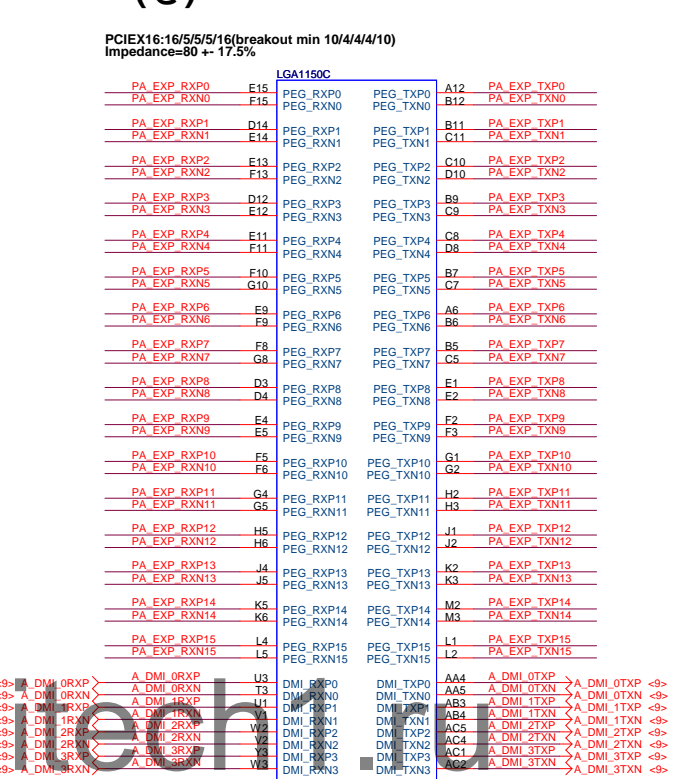 PCIEX16:16/5/5/5/16(breakout min 10/4/4/4/10)
Impedance=80 +- 17.5%
LGA1150C
PA_EXP_RXP0 E15 PEG_RXP0 PEG_TXP0 A12 PA_EXP_TXP0
PA_EXP_RXN0 F15 PEG_RXN0 PEG_TXN0 B12 PA_EXP_TXN0
PA_EXP_RXP1 D14 PEG_RXP1 PEG_TXP1 B11 PA_EXP_TXP1
PA_EXP_RXN1 E14 PEG_RXN1 PEG_TXN1 C11 PA_EXP_TXN1
PA_EXP_RXP2 E13 PEG_RXP2 PEG_TXP2 C10 PA_EXP_TXP2
PA_EXP_RXN2 F13 PEG_RXN2 PEG_TXN2 D10 PA_EXP_TXN2
PA_EXP_RXP3 D12 PEG_RXP3 PEG_TXP3 B9 PA_EXP_TXP3
PA_EXP_RXN3 E12 PEG_RXN3 PEG_TXN3 C9 PA_EXP_TXN3
PA_EXP_RXP4 E11 PEG_RXP4 PEG_TXP4 C8 PA_EXP_TXP4
PA_EXP_RXN4 F11 PEG_RXN4 PEG_TXN4 D8 PA_EXP_TXN4
PA_EXP_RXP5 F10 PEG_RXP5 PEG_TXP5 B7 PA_EXP_TXP5
PA_EXP_RXN5 G10 PEG_RXN5 PEG_TXN5 C7 PA_EXP_TXN5
PA_EXP_RXP6 E9 PEG_RXP6 PEG_TXP6 A6 PA_EXP_TXP6
PA_EXP_RXN6 F9 PEG_RXN6 PEG_TXN6 B6 PA_EXP_TXN6
PA_EXP_RXP7 F8 PEG_RXP7 PEG_TXP7 B5 PA_EXP_TXP7
PA_EXP_RXN7 G8 PEG_RXN7 PEG_TXN7 C5 PA_EXP_TXN7
PA_EXP_RXP8 D3 PEG_RXP8 PEG_TXP8 E1 PA_EXP_TXP8
PA_EXP_RXN8 D4 PEG_RXN8 PEG_TXN8 E2 PA_EXP_TXN8
PA_EXP_RXP9 E4 PEG_RXP9 PEG_TXP9 F2 PA_EXP_TXP9
PA_EXP_RXN9 E5 PEG_RXN9 PEG_TXN9 F3 PA_EXP_TXN9
PA_EXP_RXP10 F5 PEG_RXP10 PEG_TXP10 G1 PA_EXP_TXP10
PA_EXP_RXN10 F6 PEG_RXN10 PEG_TXN10 G2 PA_EXP_TXN10
PA_EXP_RXP11 G4 PEG_RXP11 PEG_TXP11 H2 PA_EXP_TXP11
PA_EXP_RXN11 G5 PEG_RXN11 PEG_TXN11 H3 PA_EXP_TXN11
PA_EXP_RXP12 H5 PEG_RXP12 PEG_TXP12 J1 PA_EXP_TXP12
PA_EXP_RXN12 H6 PEG_RXN12 PEG_TXN12 J2 PA_EXP_TXN12
PA_EXP_RXP13 J4 PEG_RXP13 PEG_TXP13 K2 PA_EXP_TXP13
PA_EXP_RXN13 J5 PEG_RXN13 PEG_TXN13 K3 PA_EXP_TXN13
PA_EXP_RXP14 K5 PEG_RXP14 PEG_TXP14 M2 PA_EXP_TXP14
PA_EXP_RXN14 K6 PEG_RXN14 PEG_TXN14 M3 PA_EXP_TXN14
PA_EXP_RXP15 L4 PEG_RXP15 PEG_TXP15 L1 PA_EXP_TXP15
PA_EXP_RXN15 L5 PEG_RXN15 PEG_TXN15 L2 PA_EXP_TXN15
A_DMI_0RXP A_DMI_0RXP U3 DMI_RXP0 DMI_TXP0 AA4 A_DMI_0TXP A_DMI_0TXP <9>
A_DMI_0RXN A_DMI_0RXN T3 DMI_RXN0 DMI_TXN0 AA5 A_DMI_0TXN A_DMI_0TXN <9>
A_DMI_1RXP A_DMI_1RXP U1 DMI_RXP1 DMI_TXP1 AB3 A_DMI_1TXP A_DMI_1TXP <9>
A_DMI_1RXN A_DMI_1RXN V1 DMI_RXN1 DMI_TXN1 AB4 A_DMI_1TXN A_DMI_1TXN <9>
A_DMI_2RXP A_DMI_2RXP W2 DMI_RXP2 DMI_TXP2 AC5 A_DMI_2TXP A_DMI_2TXP <9>
A_DMI_2RXN A_DMI_2RXN V2 DMI_RXN2 DMI_TXN2 AC4 A_DMI_2TXN A_DMI_2TXN <9>
A_DMI_3RXP A_DMI_3RXP Y3 DMI_RXP3 DMI_TXP3 AC1 A_DMI_3TXP A_DMI_3TXP <9>
A_DMI_3RXN A_DMI_3RXN W3 DMI_RXN3 DMI_TXN3 AC2 A_DMI_3TXN A_DMI_3TXN <9>
itech1.ru